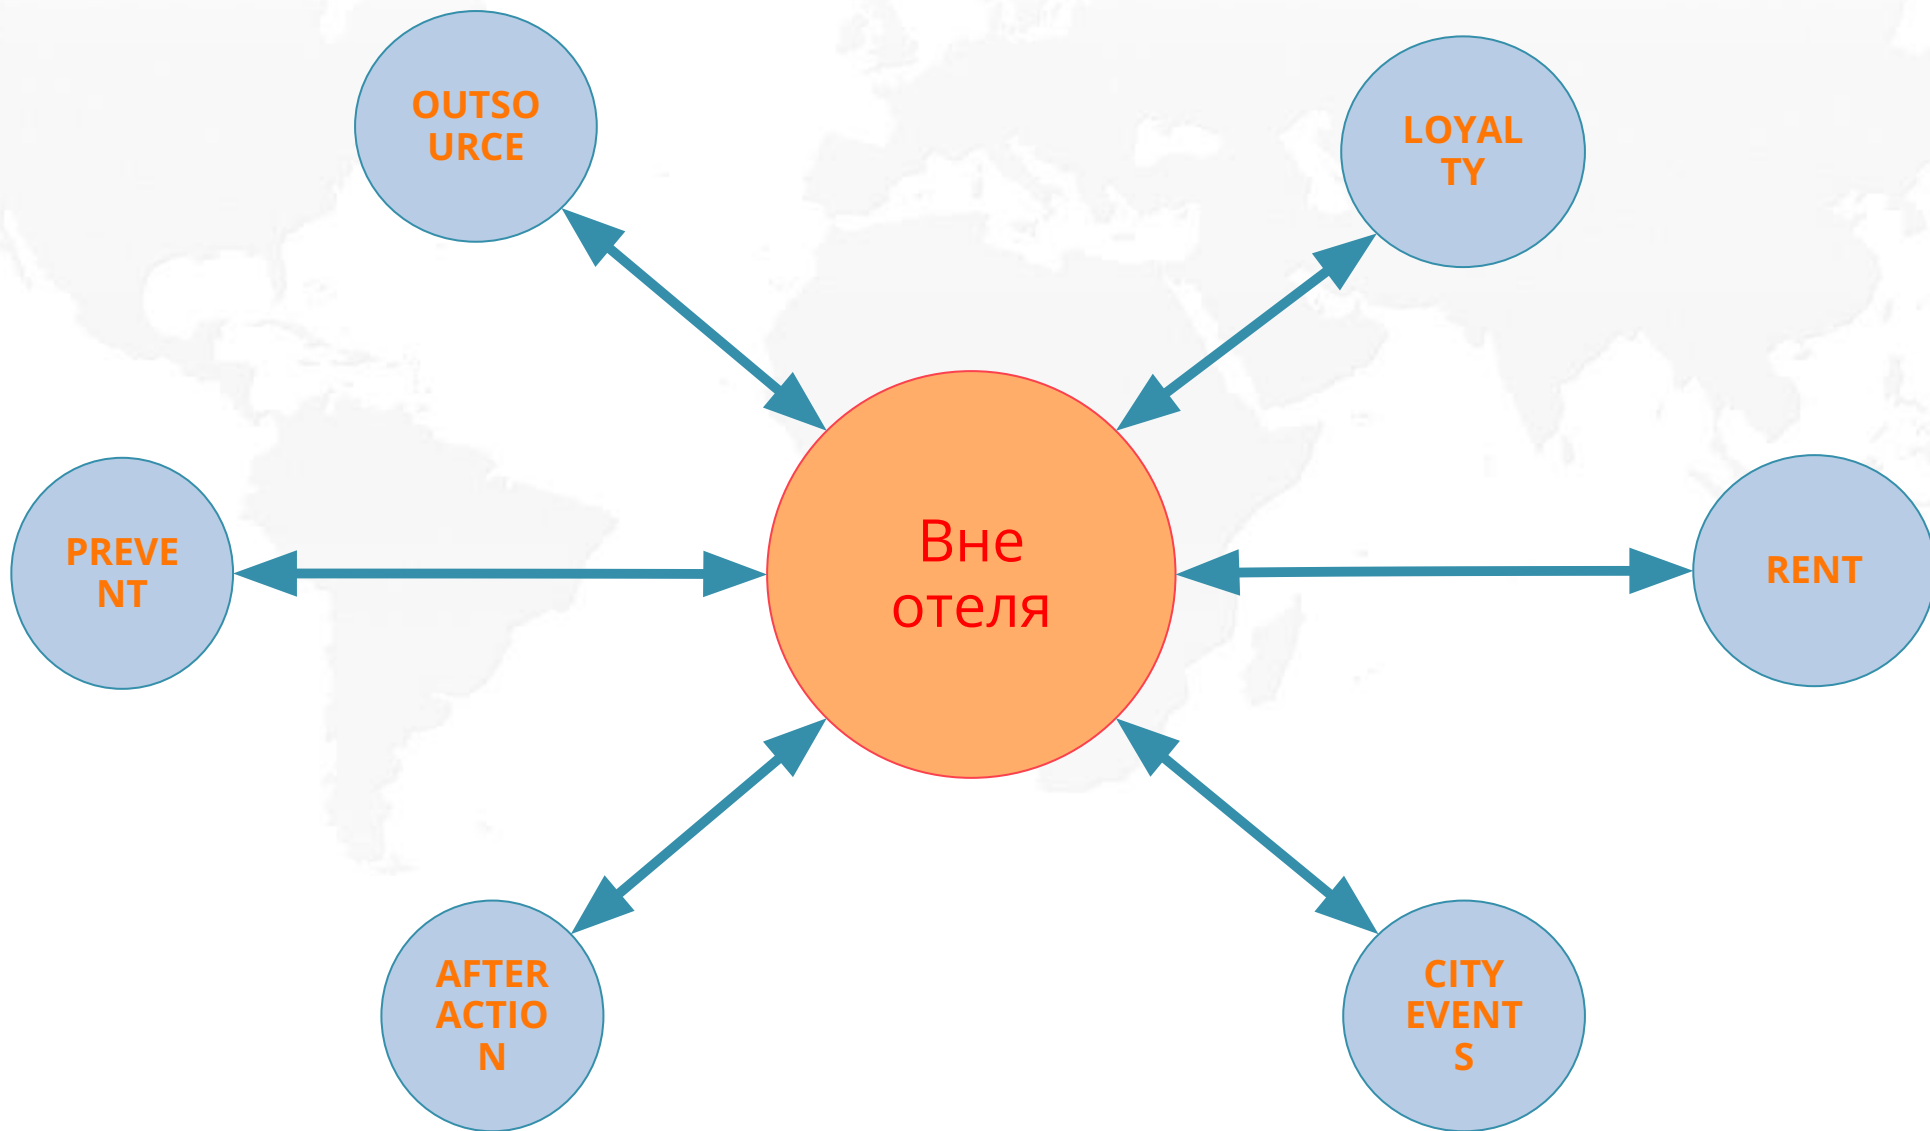 OUTSO
URCE
LOYAL
TY
PREVE
NT
Вне
отеля
RENT
AFTER
ACTIO
N
CITY
EVENT
S